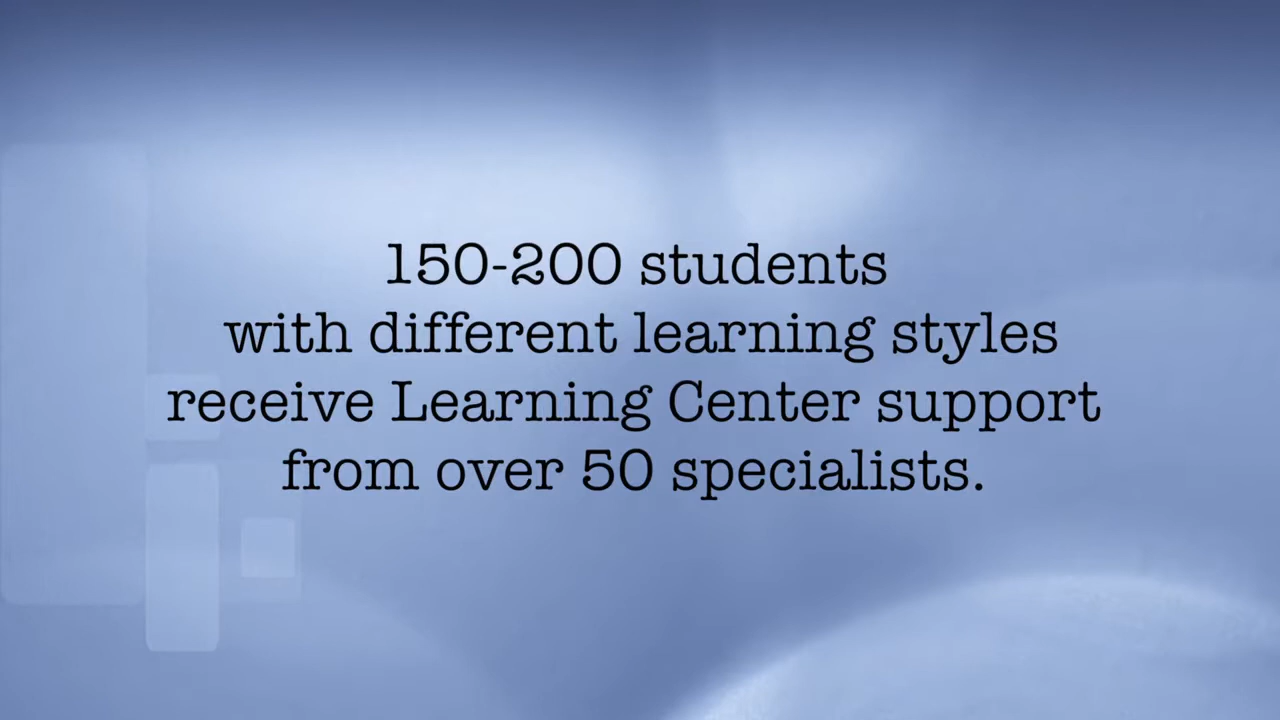 150-200 students
with different learning styles
receive Learning Center support
from over 50 specialists.